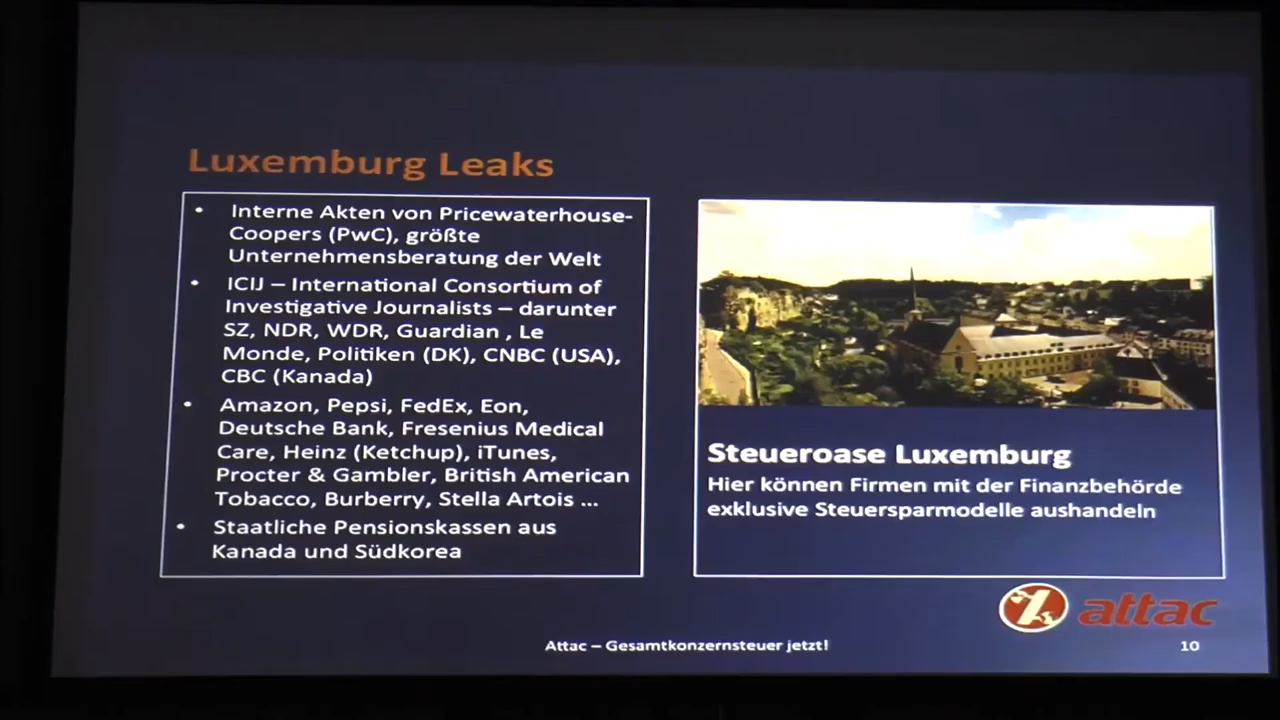 Luxemburg Leaks
• Interne Akten von Pricewaterhouse-
Coopers (PwC), größte
Unternehmensberatung der Welt
• ICIJ – International Consortium of
Investigative Journalists – darunter
SZ, NDR, WDR, Guardian , Le
Monde, Politiken (DK), CNBC (USA),
CBC (Kanada)
• Amazon, Pepsi, FedEx, Eon,
Deutsche Bank, Fresenius Medical
Care, Heinz (Ketchup), iTunes,
Procter & Gambler, British American
Tobacco, Burberry, Stella Artois ...
• Staatliche Pensionskassen aus
Kanada und Südkorea
Steueroase Luxemburg
Hier können Firmen mit der Finanzbehörde
exklusive Steuersparmodelle aushandeln
attac
Attac – Gesamtkonzernsteuer jetzt!
10